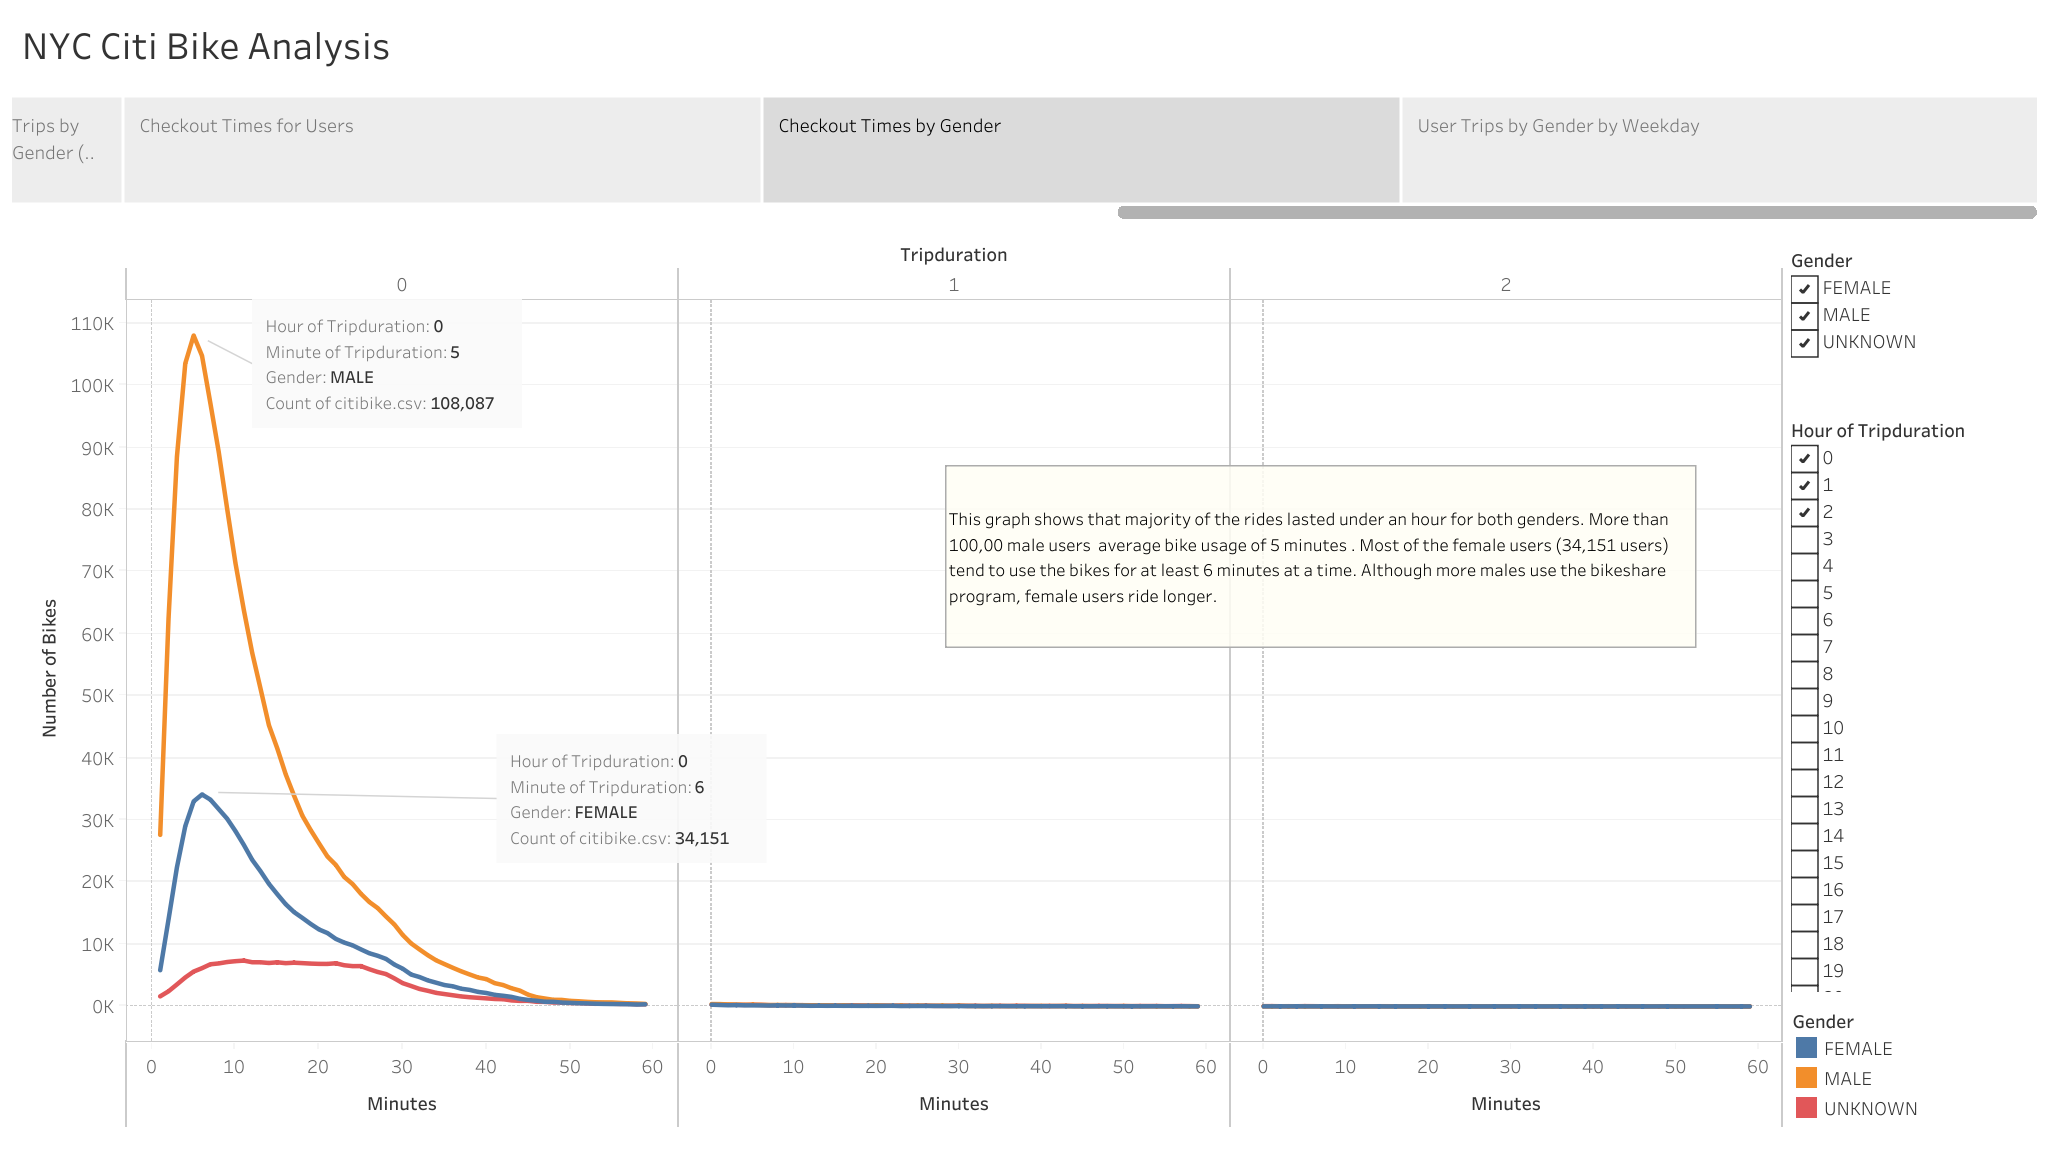 NYC Citi Bike Analysis
Trips by
Gender (..
Checkout Times for Users
Checkout Times by Gender
User Trips by Gender by Weekday
Tripduration
0
1
2
Number of Bikes
110K
100K
90K
80K
70K
60K
50K
40K
30K
20K
10K
0K
Hour of Tripduration: 0
Minute of Tripduration: 5
Gender: MALE
Count of citibike.csv: 108,087
This graph shows that majority of the rides lasted under an hour for both genders. More than
100,00 male users  average bike usage of 5 minutes . Most of the female users (34,151 users)
tend to use the bikes for at least 6 minutes at a time. Although more males use the bikeshare
program, female users ride longer.
Hour of Tripduration: 0
Minute of Tripduration: 6
Gender: FEMALE
Count of citibike.csv: 34,151
0 10 20 30 40 50 60
0 10 20 30 40 50 60
0 10 20 30 40 50 60
Minutes
Minutes
Minutes
Gender
FEMALE
MALE
UNKNOWN
Hour of Tripduration
0
1
2
3
4
5
6
7
8
9
10
11
12
13
14
15
16
17
18
19
Gender
FEMALE
MALE
UNKNOWN